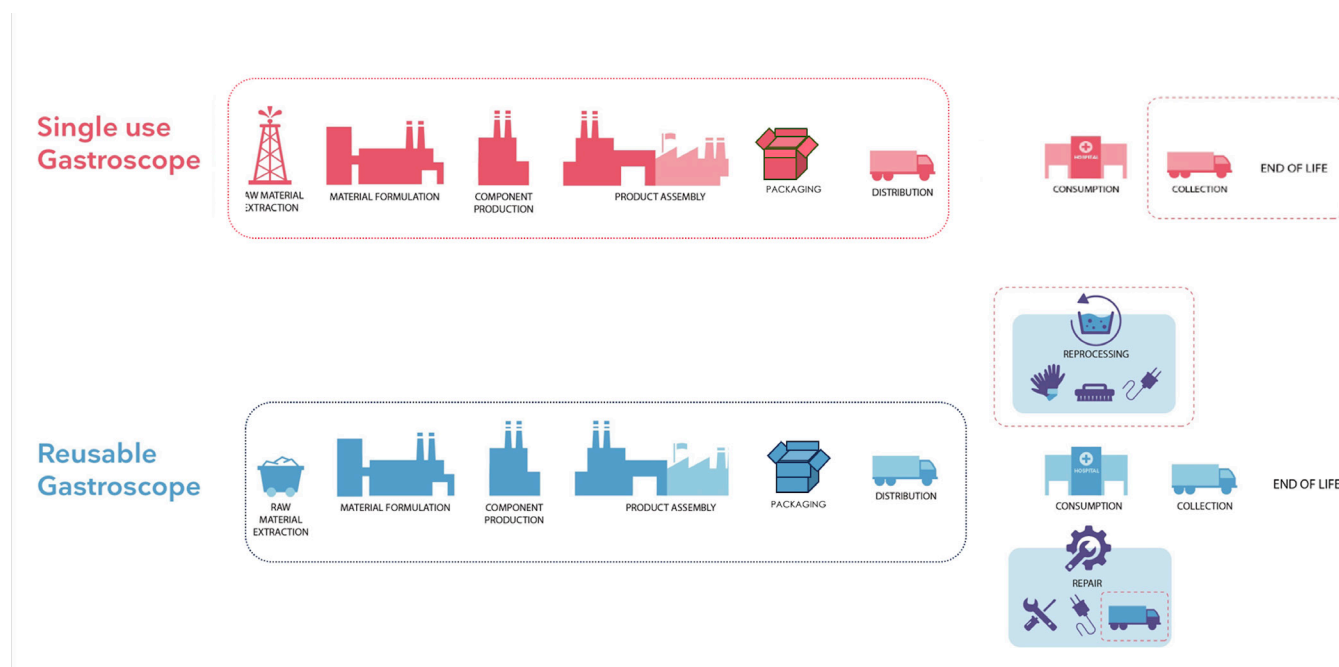 Single use
Gastroscope
AW MATERIAL
EXTRACTION
MATERIAL FORMULATION
COMPONENT
PRODUCTION
PRODUCT ASSEMBLY
PACKAGING
DISTRIBUTION
HOSPITAL
CONSUMPTION
COLLECTION
END OF LIFE
REPROCESSING
Reusable
Gastroscope
RAW
MATERIAL
EXTRACTION
MATERIAL FORMULATION
COMPONENT
PRODUCTION
PRODUCT ASSEMBLY
PACKAGING
DISTRIBUTION
HOSPITAL
CONSUMPTION
COLLECTION
END OF LIFE
REPAIR